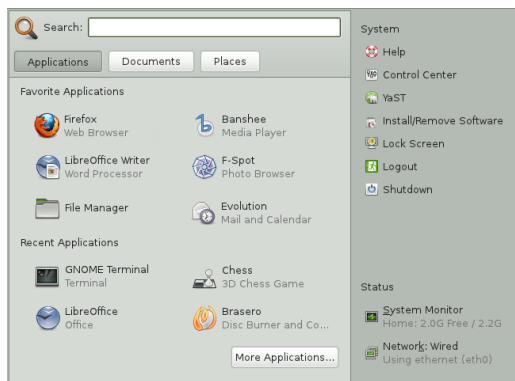 Search:
Applications
Documents
Places
Favorite Applications
Firefox
Web Browser
Banshee
Media Player
LibreOffice Writer
Word Processor
F-Spot
Photo Browser
File Manager
Evolution
Mail and Calendar
Recent Applications
GNOME Terminal
Terminal
Chess
3D Chess Game
LibreOffice
Office
Brasero
Disc Burner and Co...
More Applications...
System
Help
Control Center
YaST
Install/Remove Software
Lock Screen
Logout
Shutdown
Status
System Monitor
Home: 2.0G Free / 2.2G
Network: Wired
Using ethernet (eth0)